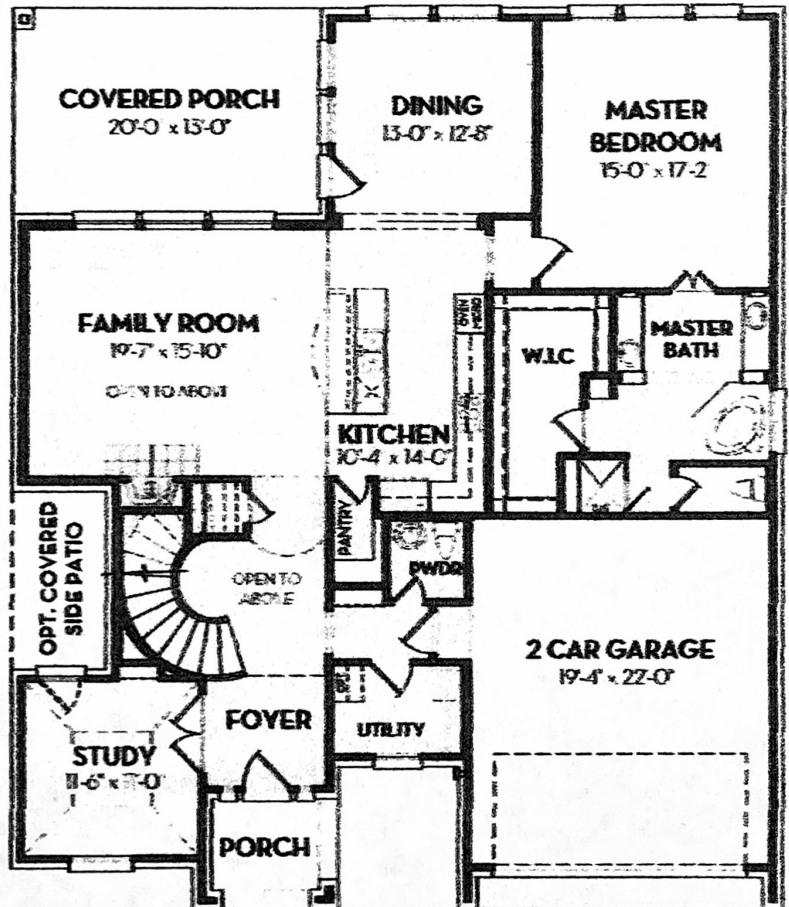 COVERED PORCH
20'-0" x 13'-0"
DINING
13-0" x 12'-8"
MASTER
BEDROOM
15-0" x 17-2
FAMILY ROOM
19'-7" x 15'-10"
OPEN TO ABOVE
OVEN
MICRO
W.I.C
MASTER
BATH
KITCHEN
10'-4" x 14'-0"
OPT. COVERED
SIDE PATIO
PANTRY
PWDR
OPEN TO
ABOVE
2 CAR GARAGE
19'-4" x 22'-0"
FOYER
UTILITY
STUDY
PORCH